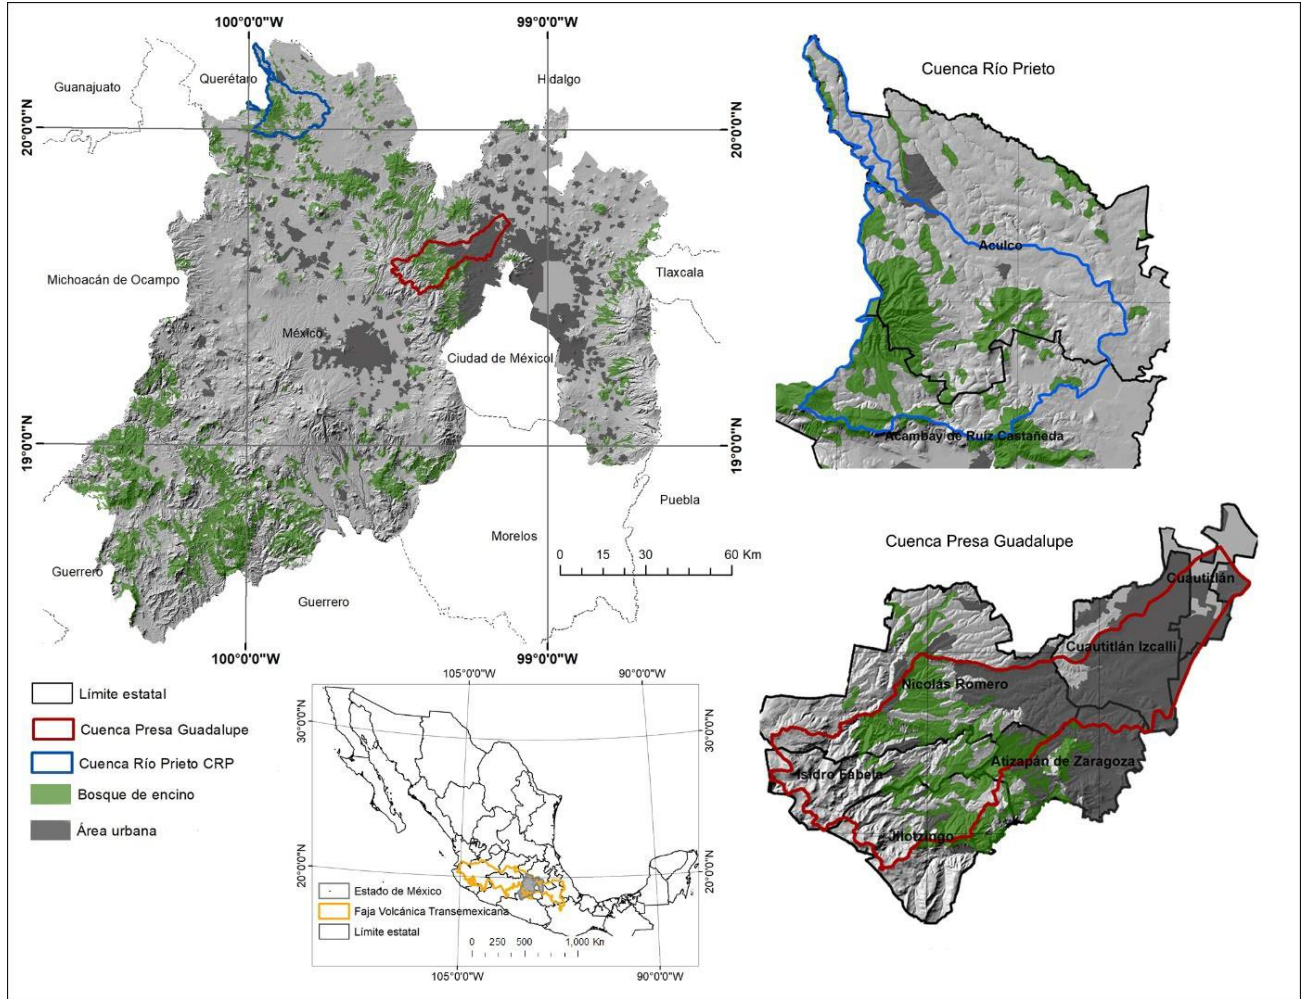 100°0'0"W
99°0'0"W
Guanajuato
Querétaro
Hidalgo
20°0'0"N
20°0'0"N
Michoacán de Ocampo
Tlaxcala
México
Ciudad de Méxicol
19°0'0"N
19°0'0"N
Puebla
Morelos
0 15 30 60 Km
Guerrero
Guerrero
100°0'0"W
99°0'0"W
Límite estatal
Cuenca Presa Guadalupe
Cuenca Río Prieto CRP
Bosque de encino
Área urbana
105°0'0"W
90°0'0"W
30°0'0"N
30°0'0"N
20°0'0"N
20°0'0"N
Estado de México
Faja Volcánica Transemexicana
Límite estatal
0 250 500 1,000 Km
105°0'0"W
90°0'0"W
Cuenca Río Prieto
Aculco
Acambay de Ruíz Castañeda
Cuenca Presa Guadalupe
Cuautitlán
Cuautitlán Izcalli
Nicolás Romero
Atizapán de Zaragoza
Isidro Fabela
Jilotzingo